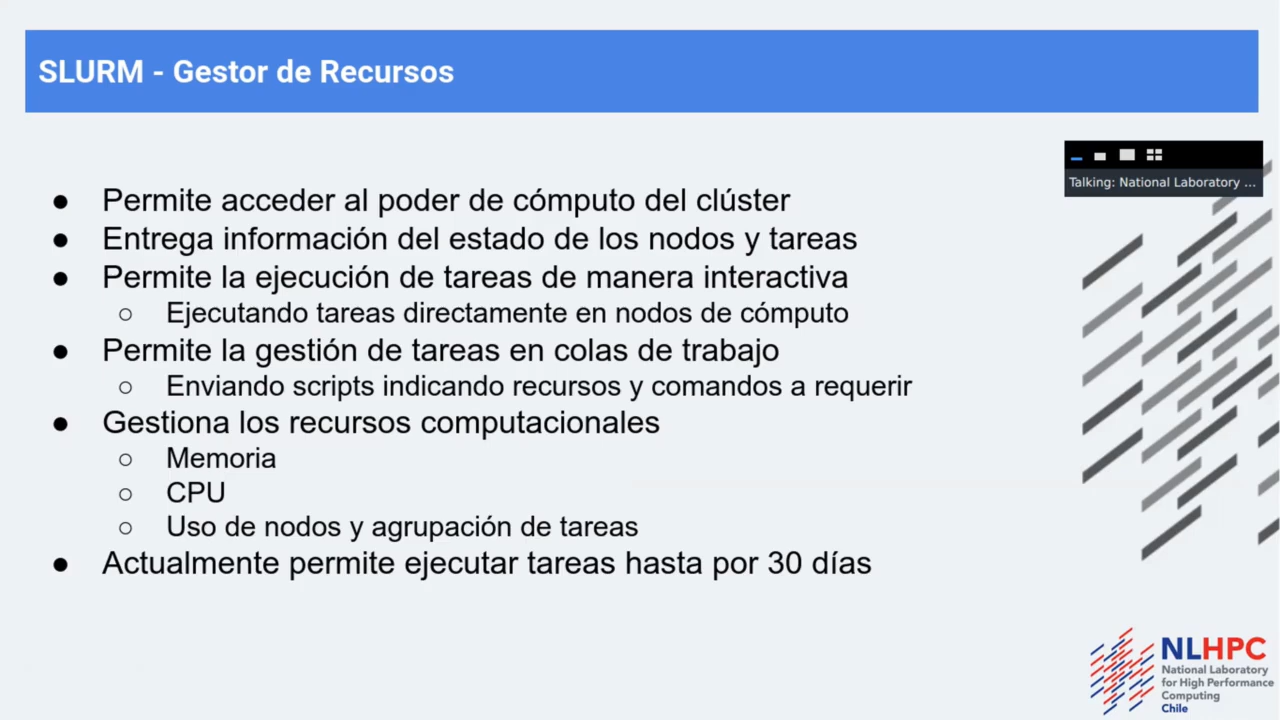 SLURM - Gestor de Recursos
Talking: National Laboratory ...
● Permite acceder al poder de cómputo del clúster
● Entrega información del estado de los nodos y tareas
● Permite la ejecución de tareas de manera interactiva
○ Ejecutando tareas directamente en nodos de cómputo
● Permite la gestión de tareas en colas de trabajo
○ Enviando scripts indicando recursos y comandos a requerir
● Gestiona los recursos computacionales
○ Memoria
○ CPU
○ Uso de nodos y agrupación de tareas
● Actualmente permite ejecutar tareas hasta por 30 días
NLHPC
National Laboratory
for High Performance
Computing
Chile